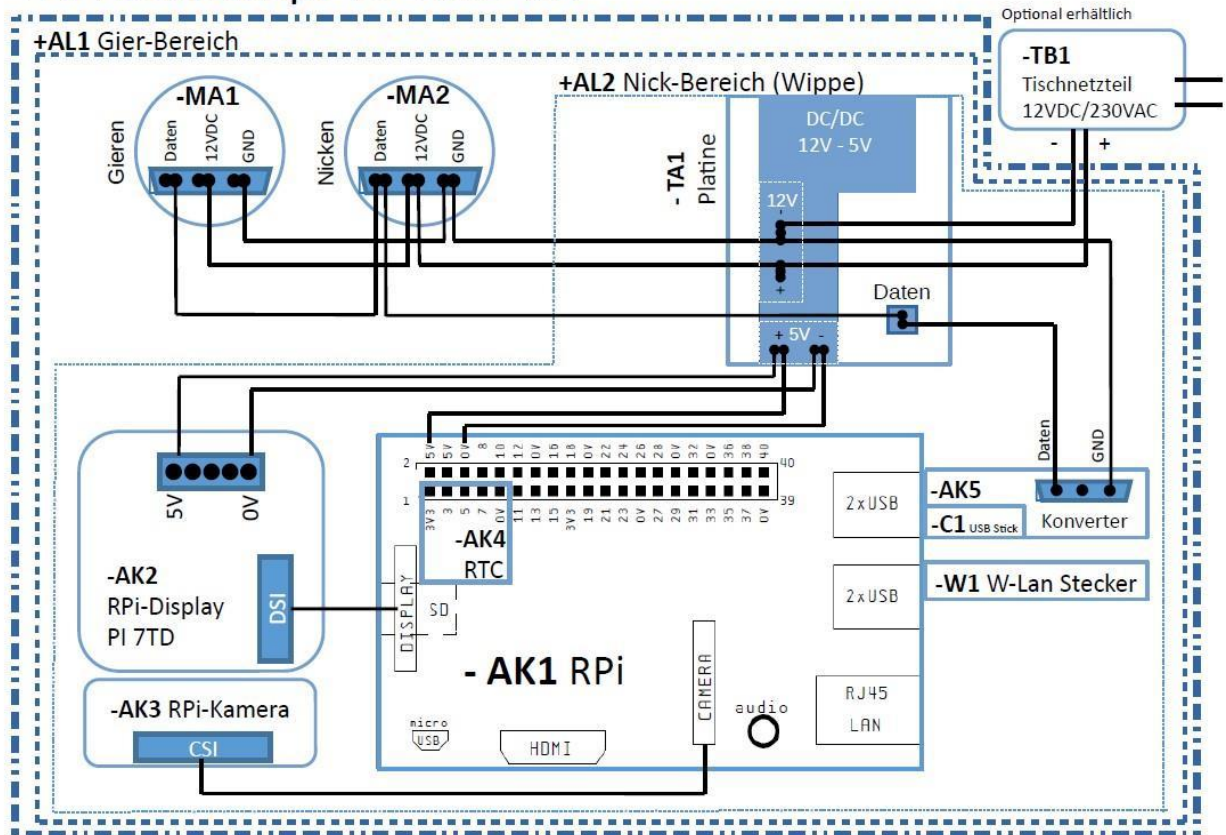 Optional erhältlich
+AL1 Gier-Bereich
-TB1
Tischnetzteil
12VDC/230VAC
- +
+AL2 Nick-Bereich (Wippe)
-MA1
Gieren
Daten
12VDC
GND
-MA2
Nicken
Daten
12VDC
GND
- TA1
Platine
DC/DC
12V - 5V
12V
-
+
Daten
+ 5V -
5V
0V
-AK2
RPi-Display
PI 7TD
DSI
-AK3 RPi-Kamera
CSI
5V 5V 0V 8 10 12 0V 16 18 0V 22 24 26 28 0V 32 0V 36 38 40
2
40
1
39
3V3 3 5 7 0V 11 13 15 3V3 19 21 23 0V 27 29 31 33 35 37 0V
-AK4
RTC
DISPLAY
SD
- AK1 RPi
micro
USB
HDMI
CAMERA
audio
2xUSB
2xUSB
RJ45
LAN
Daten
GND
-AK5
-C1 USB Stick
Konverter
-W1 W-Lan Stecker